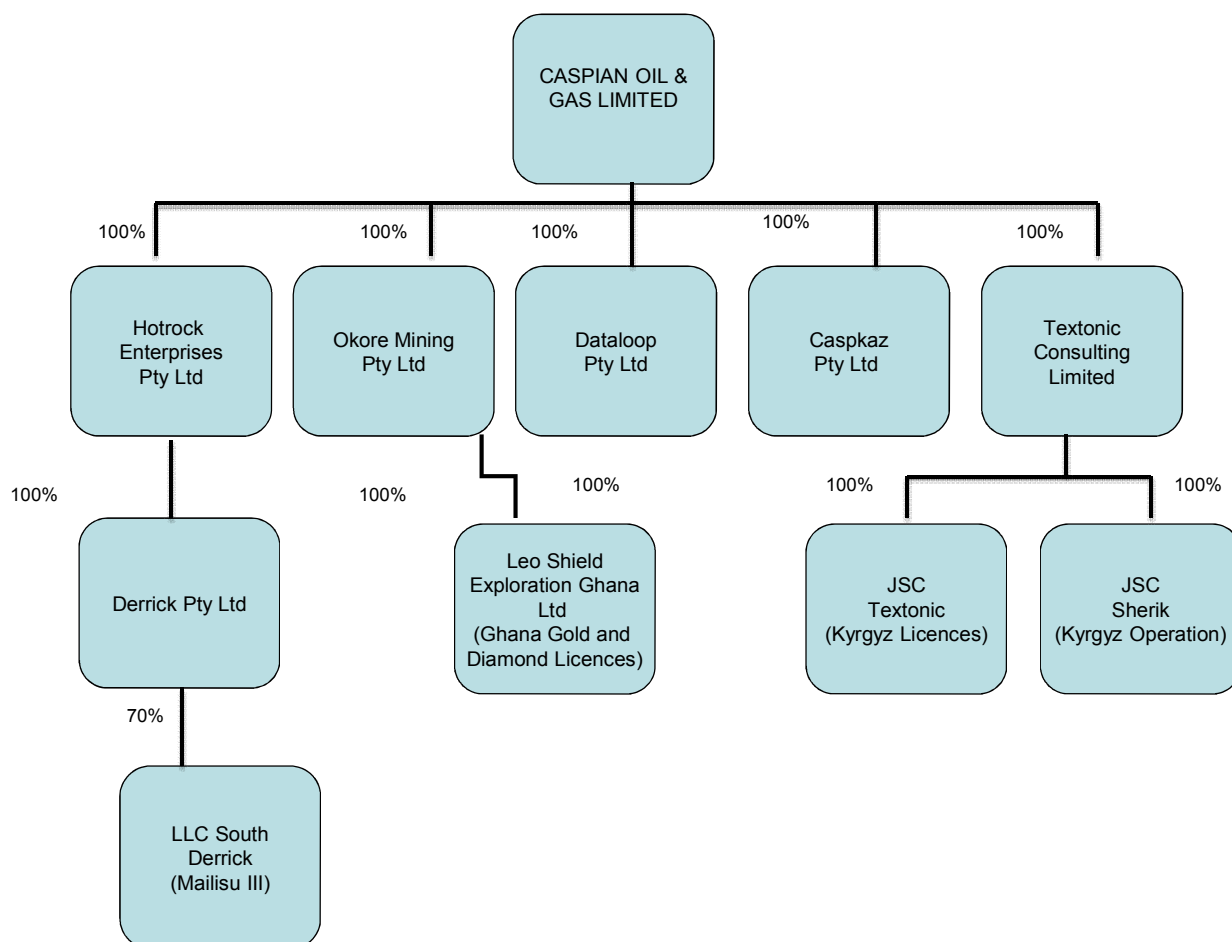 CASPIAN OIL &
GAS LIMITED
100%
100%
100%
100%
100%
Hotrock
Enterprises
Pty Ltd
Okore Mining
Pty Ltd
Dataloop
Pty Ltd
Caspkaz
Pty Ltd
Textonic
Consulting
Limited
100%
100%
100%
100%
100%
Derrick Pty Ltd
Leo Shield
Exploration Ghana
Ltd
(Ghana Gold and
Diamond Licences)
JSC
Textonic
(Kyrgyz Licences)
JSC
Sherik
(Kyrgyz Operation)
70%
LLC South
Derrick
(Mailisu III)